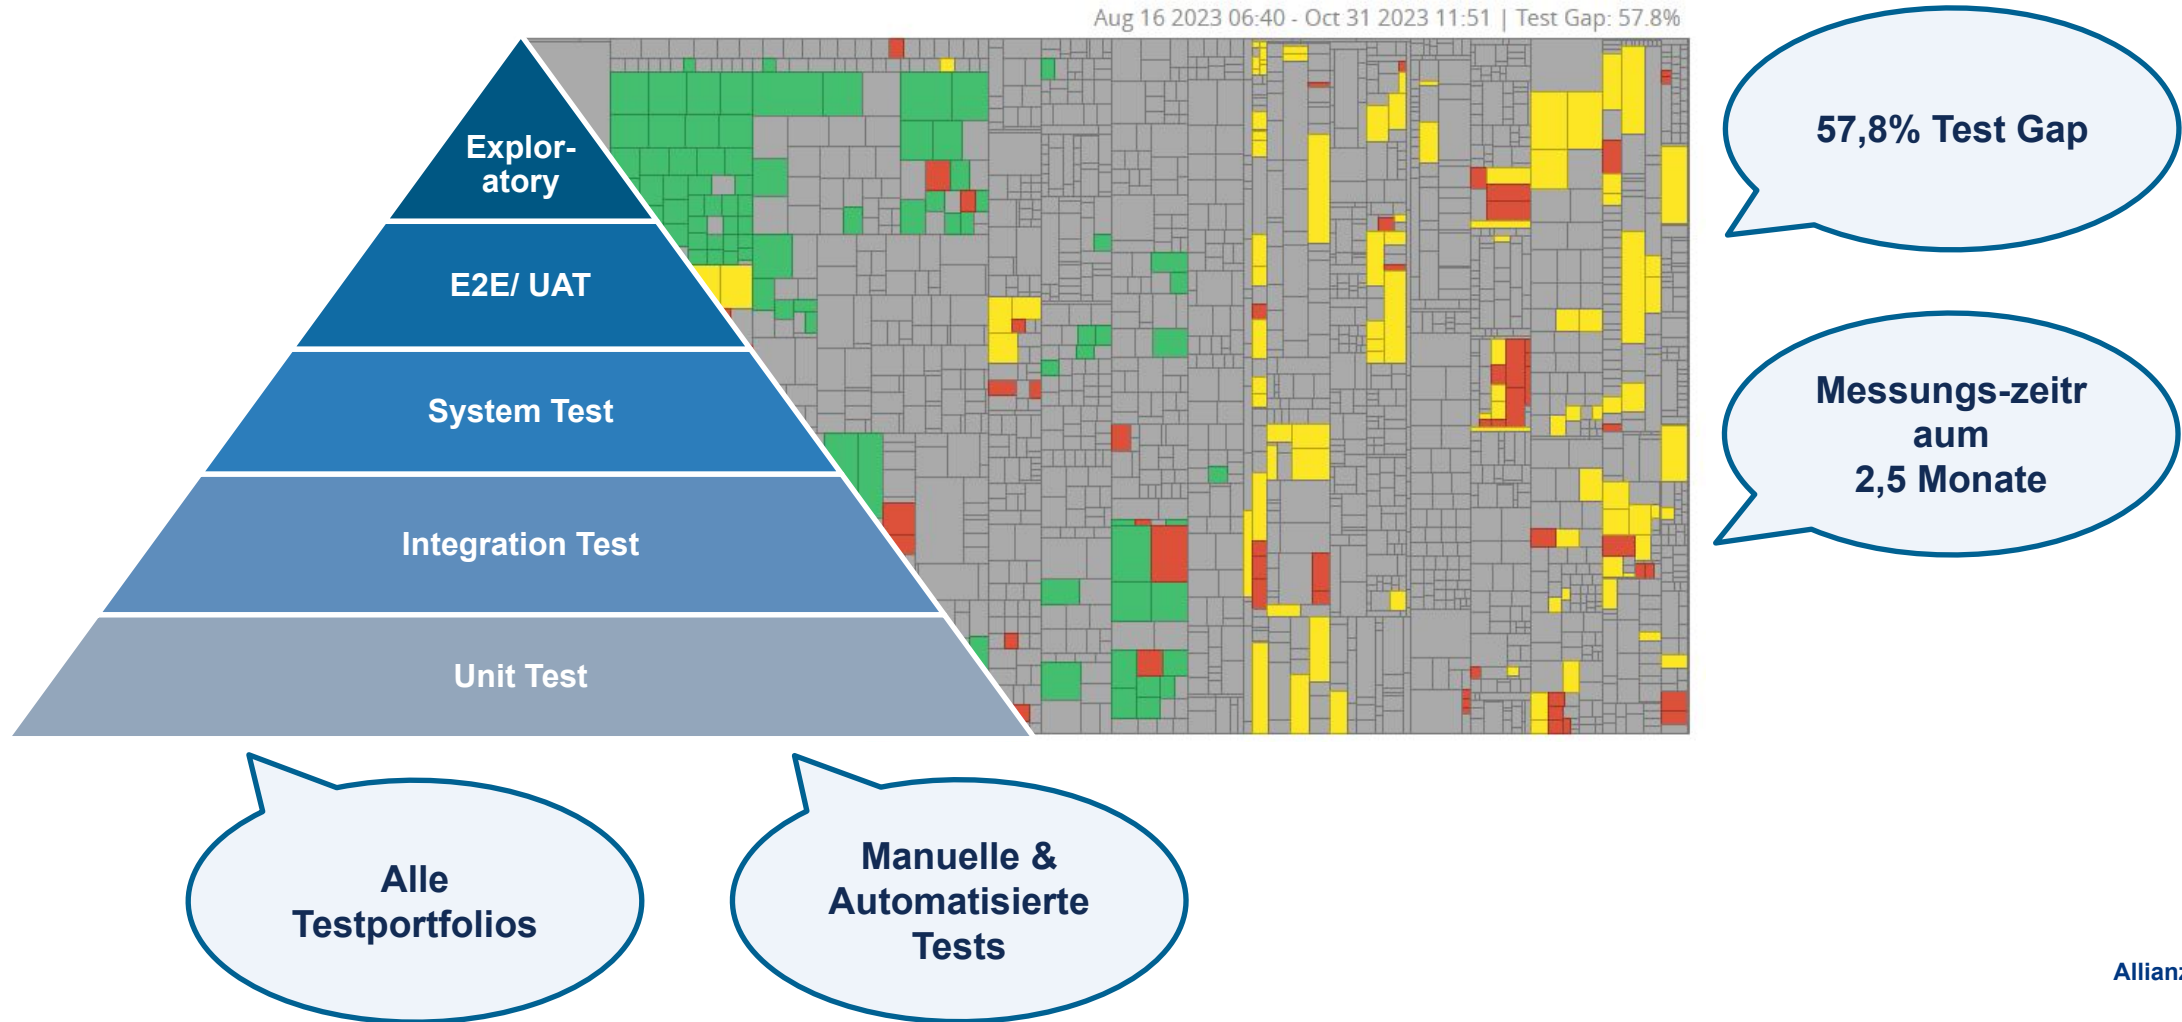 Aug 16 2023 06:40 - Oct 31 2023 11:51 | Test Gap: 57.8%
Explor-
atory
E2E/ UAT
System Test
Integration Test
Unit Test
57,8% Test Gap
Messungs-zeitr
aum
2,5 Monate
Alle
Testportfolios
Manuelle &
Automatisierte
Tests
Allianz